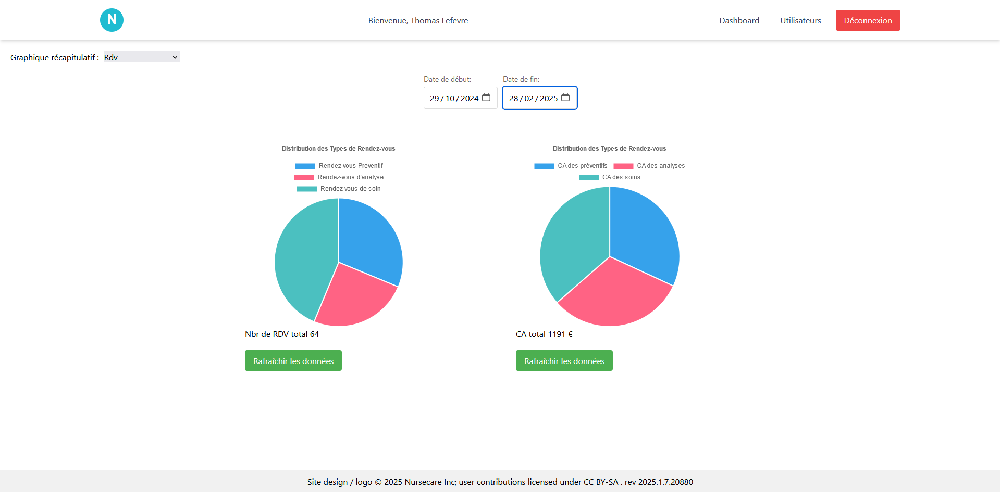 N
Bienvenue, Thomas Lefevre
Dashboard
Utilisateurs
Déconnexion
Graphique récapitulatif : Rdv
Date de début:
29/10/2024
Date de fin:
28/02/2025
Distribution des Types de Rendez-vous
Rendez-vous Preventif
Rendez-vous d'analyse
Rendez-vous de soin
Nbr de RDV total 64
Rafraîchir les données
Distribution des Types de Rendez-vous
CA des préventifs CA des analyses
CA des soins
CA total 1191 €
Rafraîchir les données
Site design / logo © 2025 Nursecare Inc; user contributions licensed under CC BY-SA . rev 2025.1.7.20880